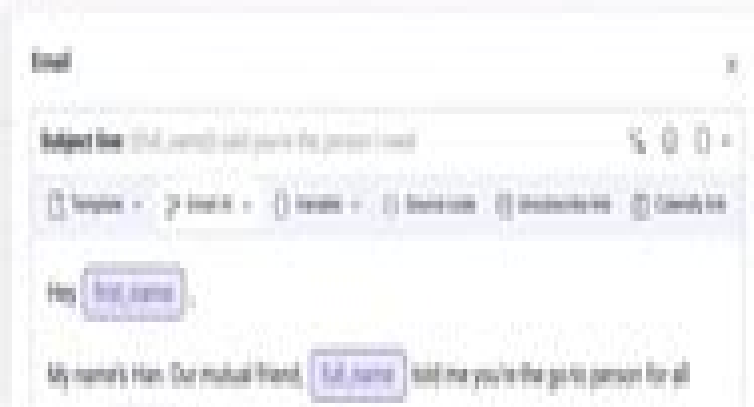 Email
Subject line {full_name} said you're the person I need
Template Email AI Variable Source code Unsubscribe link Calendly link
Hey first_name ,
My name's Han. Our mutual friend, full_name told me you're the go to person for all